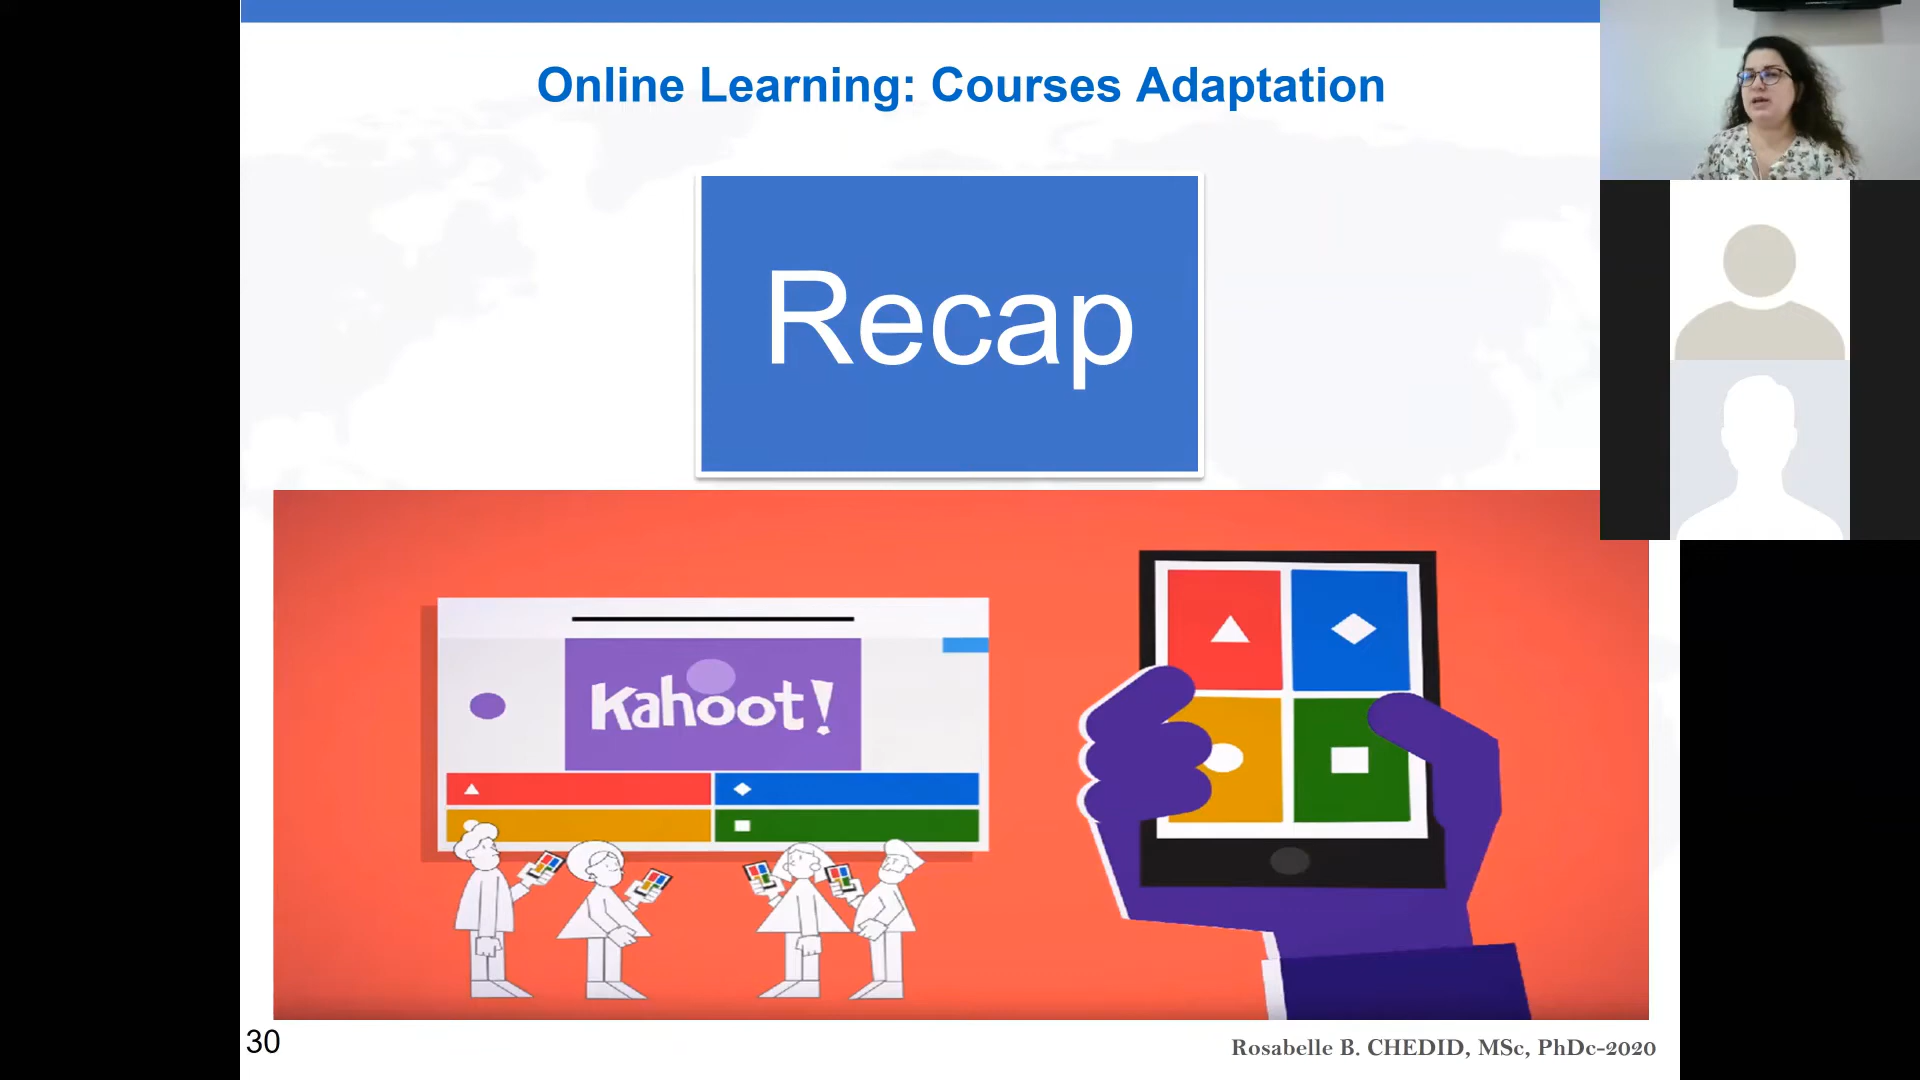 Online Learning: Courses Adaptation
Recap
Kahoot!
30
Rosabelle B. CHEDID, MSc, PhDc-2020